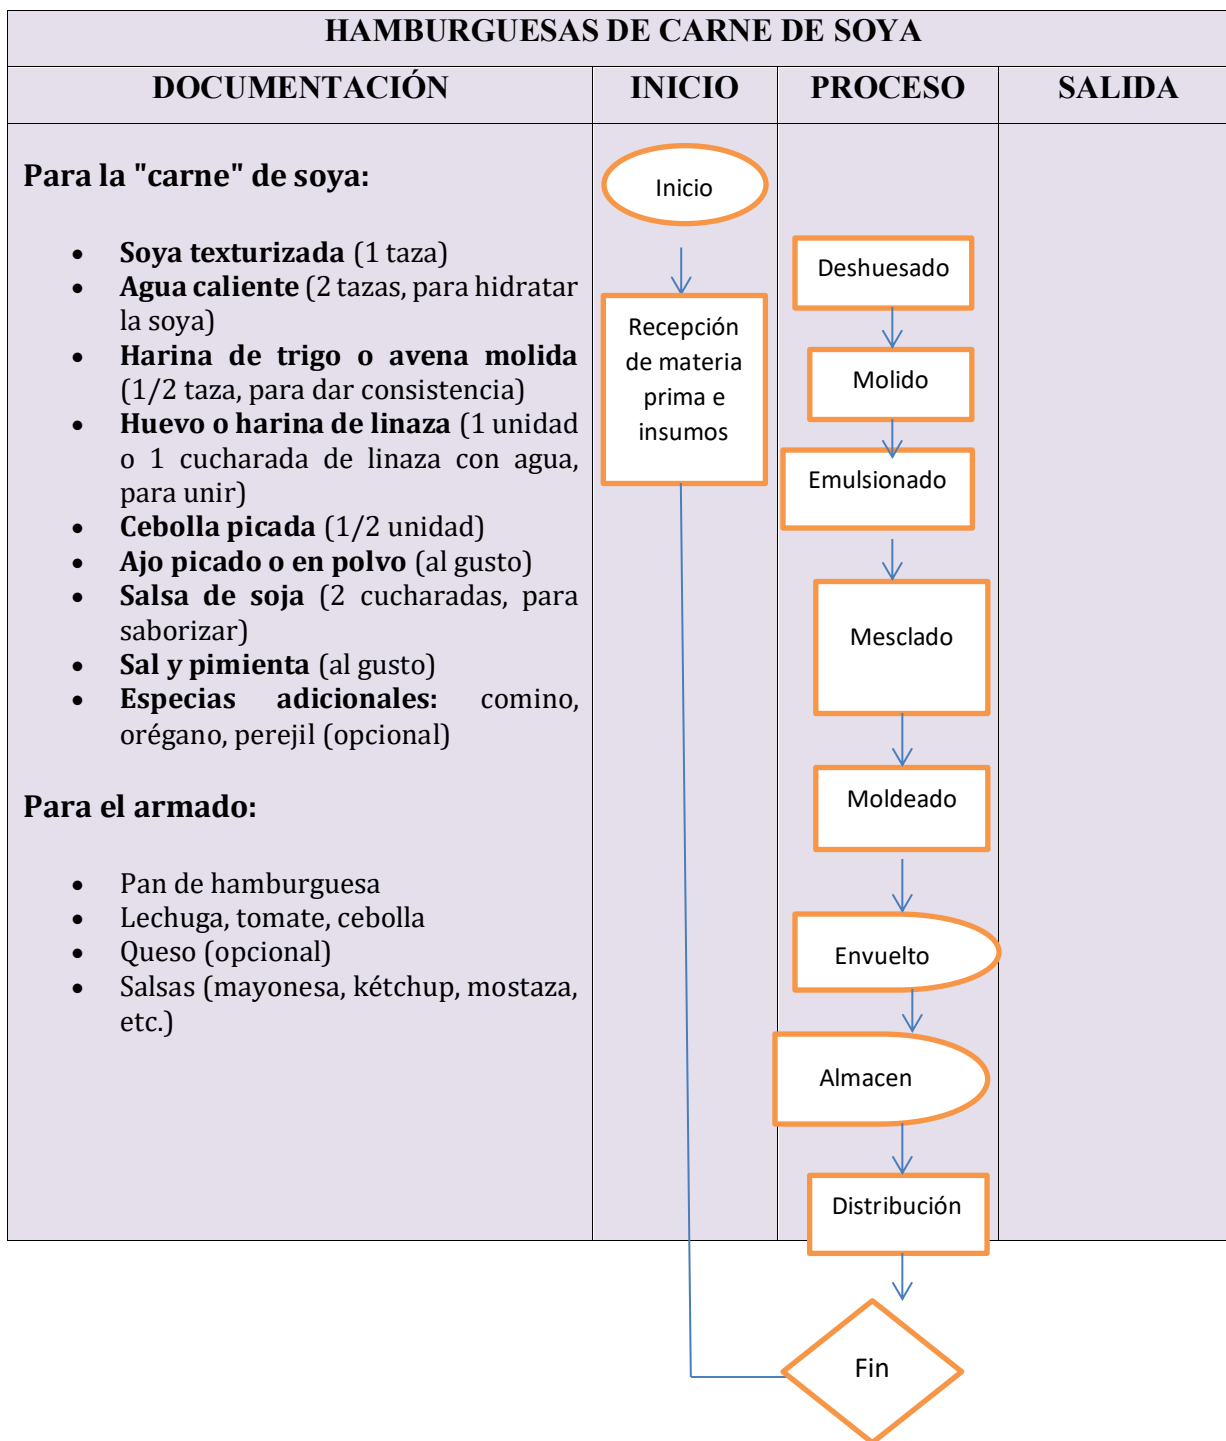 HAMBURGUESAS DE CARNE DE SOYA
DOCUMENTACIÓN
INICIO
PROCESO
SALIDA
Para la "carne" de soya:
• Soya texturizada (1 taza)
• Agua caliente (2 tazas, para hidratar
la soya)
• Harina de trigo o avena molida
(1/2 taza, para dar consistencia)
• Huevo o harina de linaza (1 unidad
o 1 cucharada de linaza con agua,
para unir)
• Cebolla picada (1/2 unidad)
• Ajo picado o en polvo (al gusto)
• Salsa de soja (2 cucharadas, para
saborizar)
• Sal y pimienta (al gusto)
• Especias adicionales: comino,
orégano, perejil (opcional)
Para el armado:
• Pan de hamburguesa
• Lechuga, tomate, cebolla
• Queso (opcional)
• Salsas (mayonesa, kétchup, mostaza,
etc.)
Inicio
Recepción
de materia
prima e
insumos
Deshuesado
Molido
Emulsionado
Mesclado
Moldeado
Envuelto
Almacen
Distribución
Fin